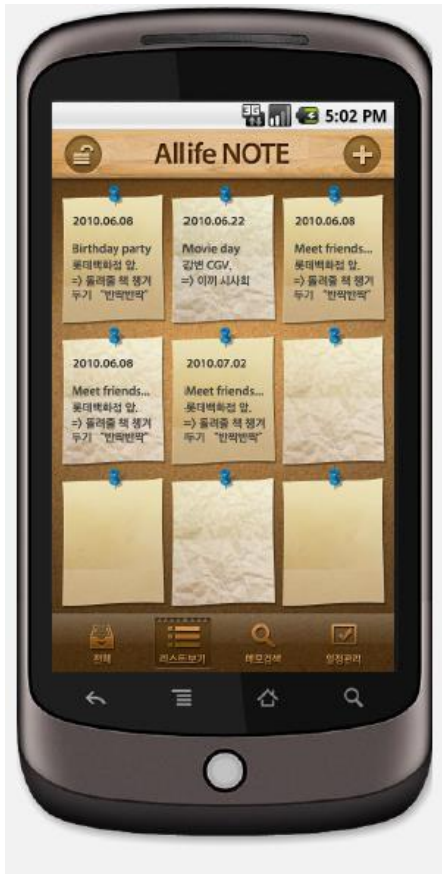 3G 5:02 PM
Allife NOTE
2010.06.08
Birthday party
롯데백화점 앞.
=) 돌려줄 책 챙겨
두기 "반짝반짝"
2010.06.22
Movie day
강변 CGV.
=) 이끼 시사회
2010.06.08
Meet friends...
롯데백화점 앞.
=) 돌려줄 책 챙겨
두기 "반짝반짝"
2010.06.08
Meet friends...
롯데백화점 앞.
=) 돌려줄 책 챙겨
두기 "반짝반짝"
2010.07.02
Meet friends...
롯데백화점 앞.
=) 돌려줄 책 챙겨
두기 "반짝반짝"
전체
리스트보기
메모검색
일정관리